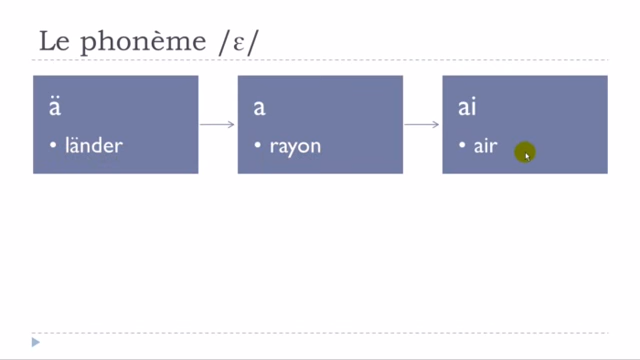 Le phonème /ε/
ä
• länder
a
• rayon
ai
• air